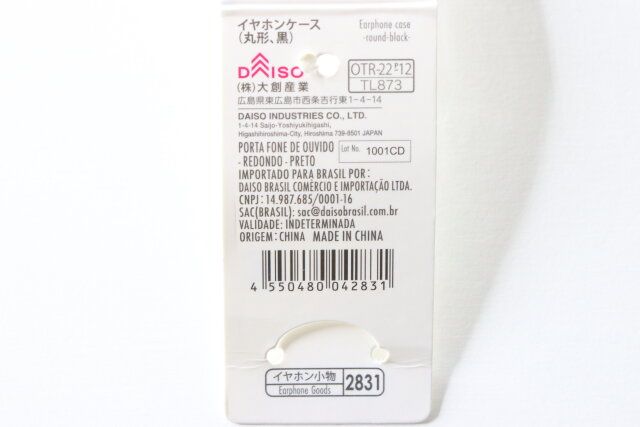 イヤホンケース
(丸形、黒)
Earphone case
-round-black-
DAISO
OTR-22 P12
TL873
(株)大創産業
広島県東広島市西条吉行東1-4-14
DAISO INDUSTRIES CO., LTD.
1-4-14 Saijo-Yoshiyukihigashi,
Higashihiroshima-City, Hiroshima 739-8501 JAPAN
PORTA FONE DE OUVIDO
- REDONDO - PRETO
Lot No. 1001CD
IMPORTADO PARA BRASIL POR:
DAISO BRASIL COMÉRCIO E IMPORTAÇÃO LTDA.
CNPJ: 14.987.685/0001-16
SAC(BRASIL): sac@daisobrasil.com.br
VALIDADE: INDETERMINADA
ORIGEM: CHINA MADE IN CHINA
4 550480 042831
イヤホン小物
Earphone Goods
2831